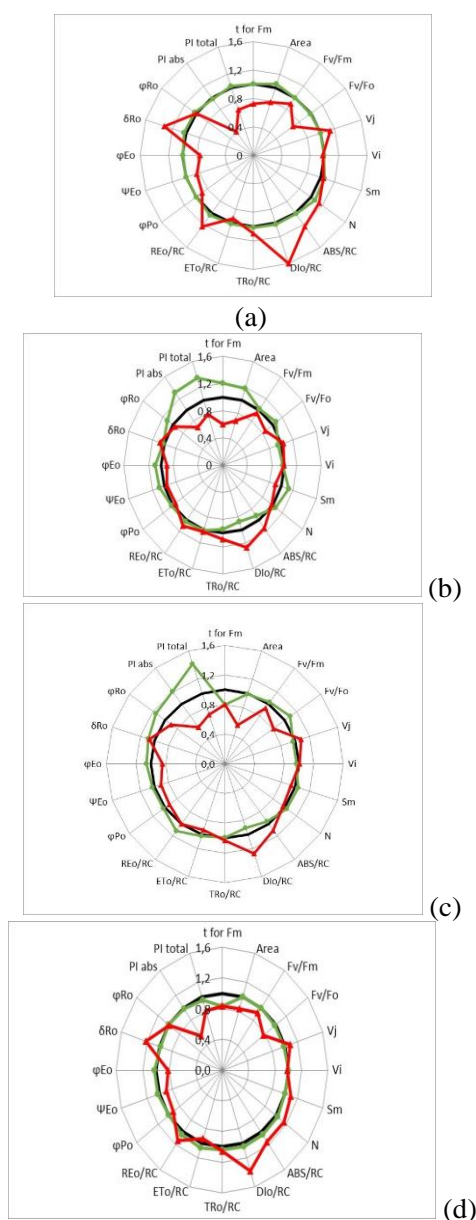 t for Fm
1,6
PI total
Area
PI abs
1,2
Fv/Fm
φRo
0,8
Fv/Fo
δRo
0,4
Vj
φEo
0
Vi
ΨEo
Sm
φPo
N
REo/RC
ABS/RC
ETo/RC
DIo/RC
TRo/RC
(a)
t for Fm
1,6
PI total
Area
PI abs
1,2
Fv/Fm
φRo
0,8
Fv/Fo
δRo
0,4
Vj
φEo
0
Vi
ΨEo
Sm
φPo
N
REo/RC
ABS/RC
ETo/RC
DIo/RC
TRo/RC
(b)
t for Fm
1,6
PI total
Area
PI abs
1,2
Fv/Fm
φRo
0,8
Fv/Fo
δRo
0,4
Vj
φEo
0,0
Vi
ΨEo
Sm
φPo
N
REo/RC
ABS/RC
ETo/RC
DIo/RC
TRo/RC
(c)
t for Fm
1,6
PI total
Area
PI abs
1,2
Fv/Fm
φRo
0,8
Fv/Fo
δRo
0,4
Vj
φEo
0,0
Vi
ΨEo
Sm
φPo
N
REo/RC
ABS/RC
ETo/RC
DIo/RC
TRo/RC
(d)